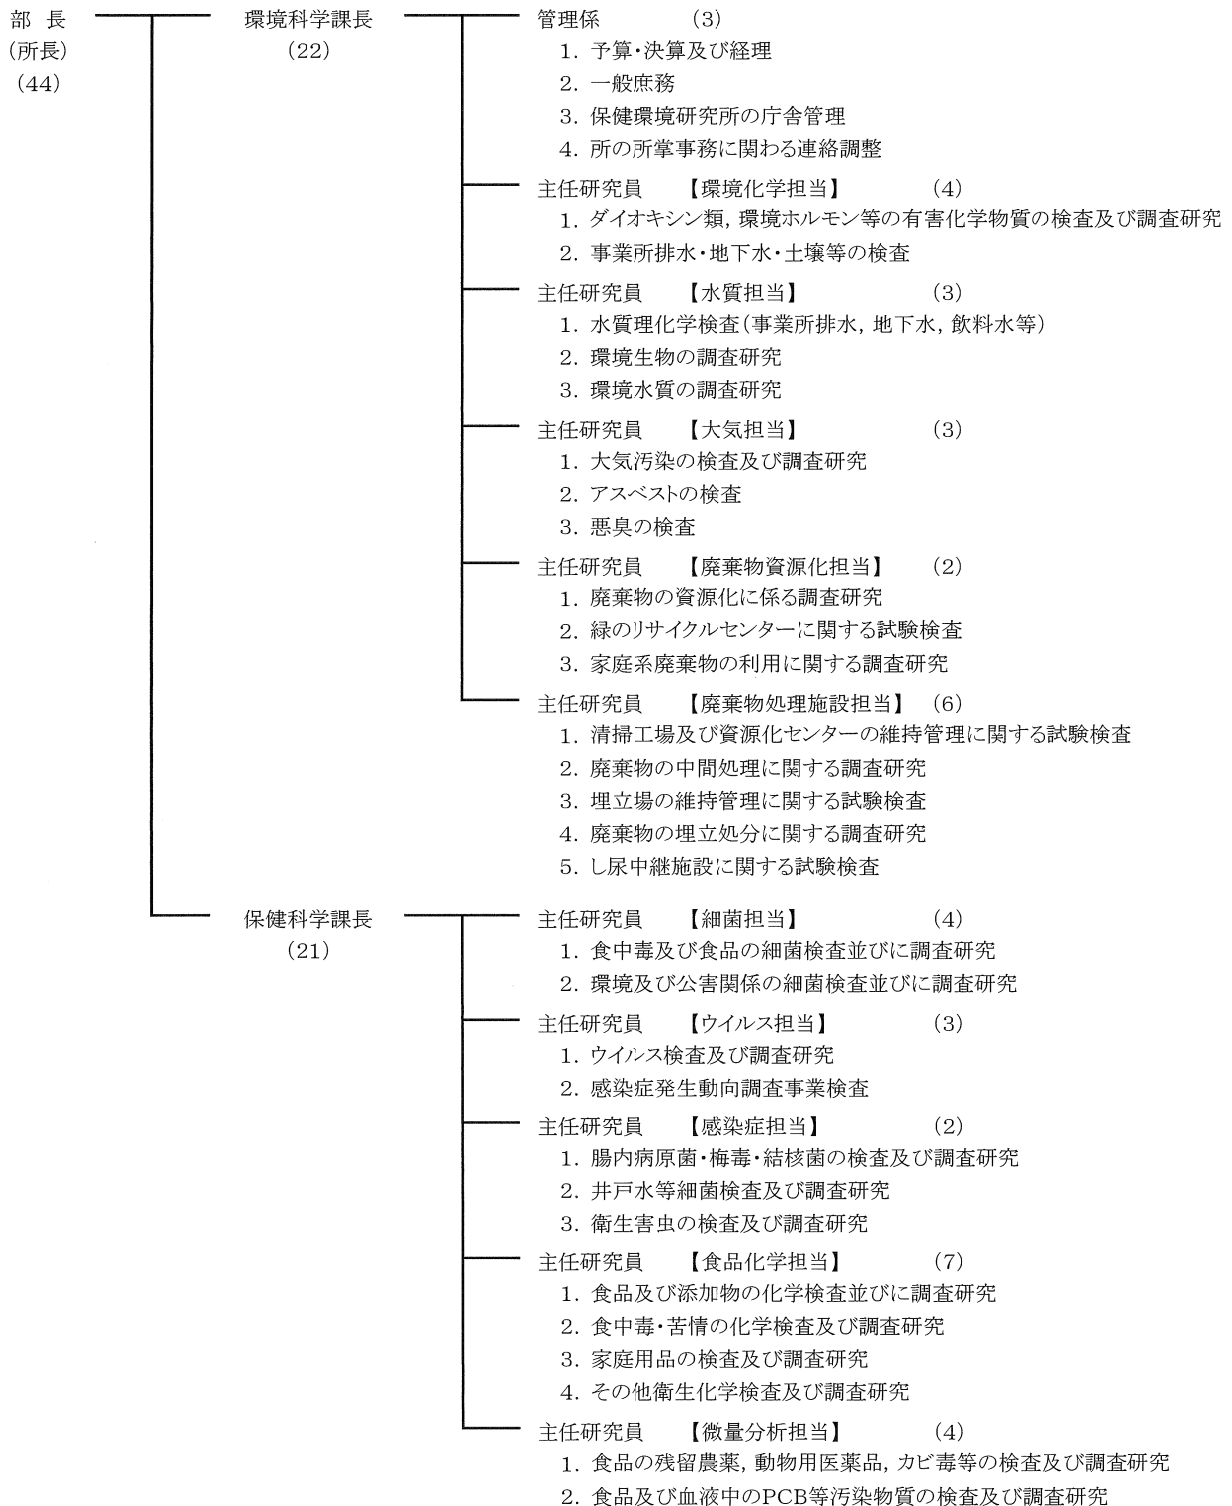 部 長 環境科学課長 管理係 (3)
(所長) (22) 1. 予算・決算及び経理
(44) 2. 一般庶務
3. 保健環境研究所の庁舎管理
4. 所の所掌事務に関わる連絡調整
主任研究員 【環境化学担当】 (4)
1. ダイオキシン類, 環境ホルモン等の有害化学物質の検査及び調査研究
2. 事業所排水・地下水・土壌等の検査
主任研究員 【水質担当】 (3)
1. 水質理化学検査(事業所排水, 地下水, 飲料水等)
2. 環境生物の調査研究
3. 環境水質の調査研究
主任研究員 【大気担当】 (3)
1. 大気汚染の検査及び調査研究
2. アスベストの検査
3. 悪臭の検査
主任研究員 【廃棄物資源化担当】 (2)
1. 廃棄物の資源化に係る調査研究
2. 緑のリサイクルセンターに関する試験検査
3. 家庭系廃棄物の利用に関する調査研究
主任研究員 【廃棄物処理施設担当】 (6)
1. 清掃工場及び資源化センターの維持管理に関する試験検査
2. 廃棄物の中間処理に関する調査研究
3. 埋立場の維持管理に関する試験検査
4. 廃棄物の埋立処分に関する調査研究
5. し尿中継施設に関する試験検査
保健科学課長 主任研究員 【細菌担当】 (4)
(21) 1. 食中毒及び食品の細菌検査並びに調査研究
2. 環境及び公害関係の細菌検査並びに調査研究
主任研究員 【ウイルス担当】 (3)
1. ウイルス検査及び調査研究
2. 感染症発生動向調査事業検査
主任研究員 【感染症担当】 (2)
1. 腸内病原菌・梅毒・結核菌の検査及び調査研究
2. 井戸水等細菌検査及び調査研究
3. 衛生害虫の検査及び調査研究
主任研究員 【食品化学担当】 (7)
1. 食品及び添加物の化学検査並びに調査研究
2. 食中毒・苦情の化学検査及び調査研究
3. 家庭用品の検査及び調査研究
4. その他衛生化学検査及び調査研究
主任研究員 【微量分析担当】 (4)
1. 食品の残留農薬, 動物用医薬品, カビ毒等の検査及び調査研究
2. 食品及び血液中のPCB等汚染物質の検査及び調査研究